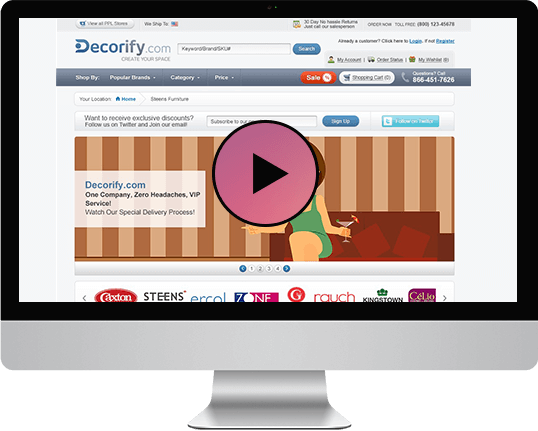 View all PPL Stores
We Ship To:
30 Day No hassle Returns
Just call our salesperson
ORDER NOW TOLL FREE (800) 123-45678
Decorify.com
CREATE YOUR SPACE
Keyword/Brand/SKU#
Search
Already a customer? Click here to Login. If not Register
My Account | Order Status | My Wishlist (8)
Shop By: Popular Brands Category Price
Sale %
Shopping Cart (0)
Questions? Call
866-451-7626
Your Location: Home Steens Furniture
Want to receive exclusive discounts?
Follow us on Twitter and Join our email!
Subscribe to our
Sign Up
Follow on Twitter
Decorify.com
One Company, Zero Headaches, VIP
Service!
Watch Our Special Delivery Process!
1 2 3 4
Caxton STEENS ercol ZONE G rauch KINGSTOWN CéLio